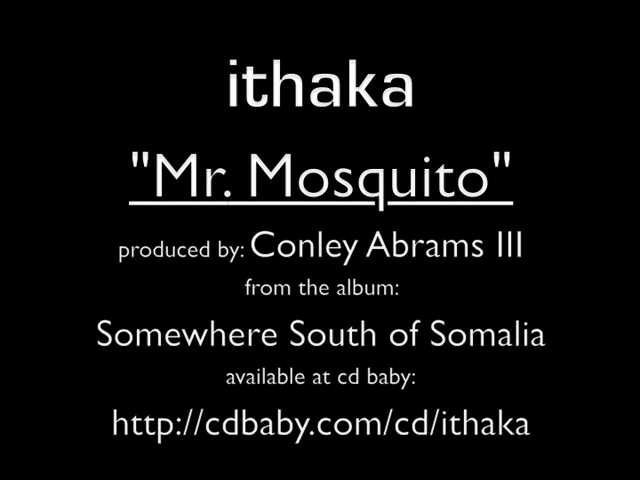 ithaka
"Mr. Mosquito"
produced by: Conley Abrams III
from the album:
Somewhere South of Somalia
available at cd baby:
http://cdbaby.com/cd/ithaka